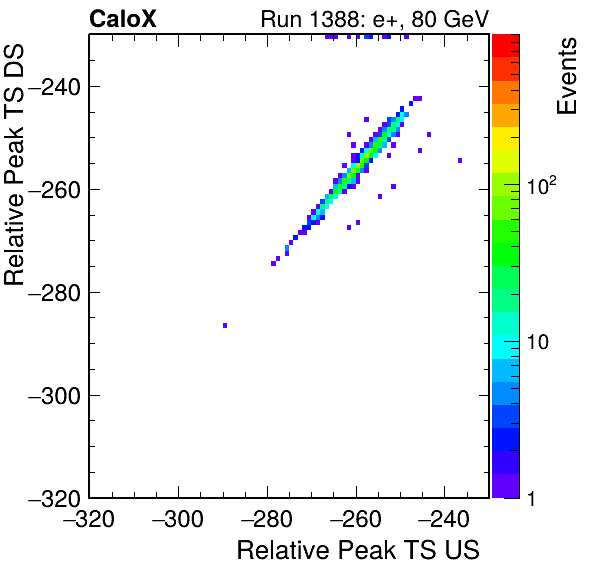 CaloX Run 1388: e+, 80 GeV
Relative Peak TS DS
Events
−240
−260
−280
−300
−320
10²
10
1
−320 −300 −280 −260 −240
Relative Peak TS US